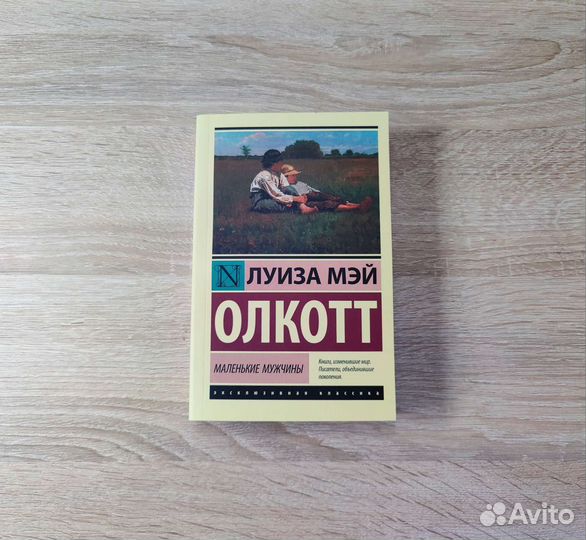 N ЛУИЗА МЭЙ
ОЛКОТТ
МАЛЕНЬКИЕ МУЖЧИНЫ
Книги, изменившие мир.
Писатели, объединившие
поколения.
ЭКСКЛЮЗИВНАЯ КЛАССИКА
Avito